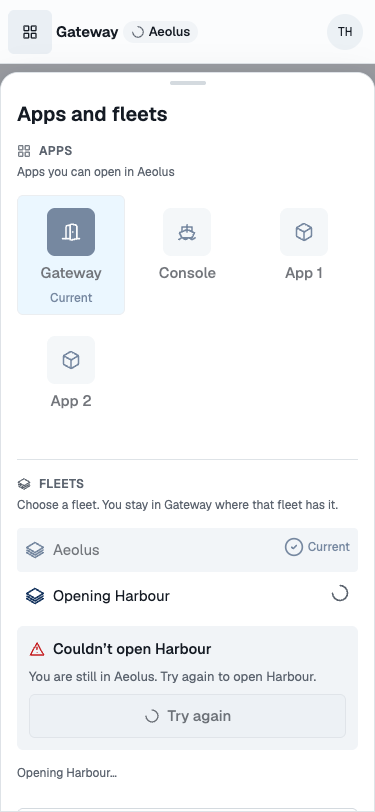 Gateway
Aeolus
TH
Apps and fleets
APPS
Apps you can open in Aeolus
Gateway
Current
Console
App 1
App 2
FLEETS
Choose a fleet. You stay in Gateway where that fleet has it.
Aeolus
Current
Opening Harbour
Couldn’t open Harbour
You are still in Aeolus. Try again to open Harbour.
Try again
Opening Harbour…